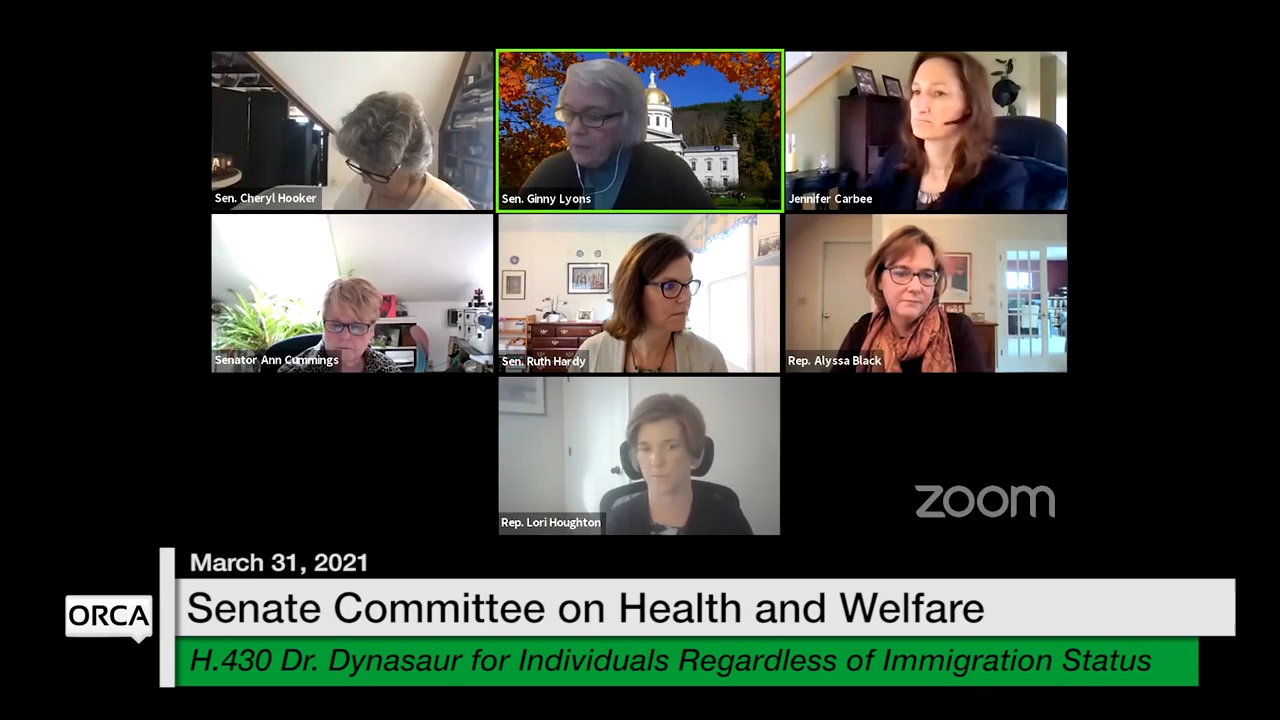 Sen. Cheryl Hooker
Sen. Ginny Lyons
Jennifer Carbee
Senator Ann Cummings
Sen. Ruth Hardy
Rep. Alyssa Black
Rep. Lori Houghton
zoom
March 31, 2021
ORCA
Senate Committee on Health and Welfare
H.430 Dr. Dynasaur for Individuals Regardless of Immigration Status